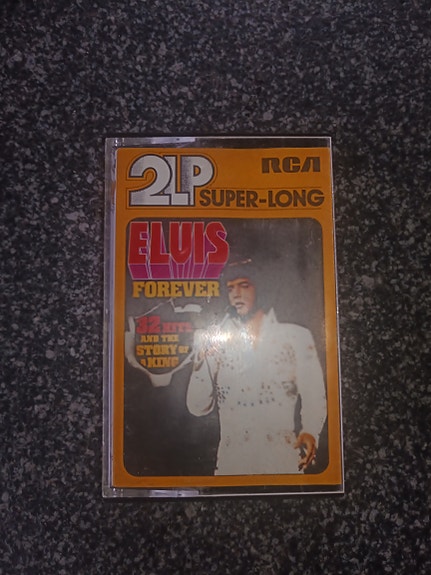 2LP
RCA
SUPER-LONG
ELVIS
FOREVER
32 HITS
AND THE
STORY OF
A KING